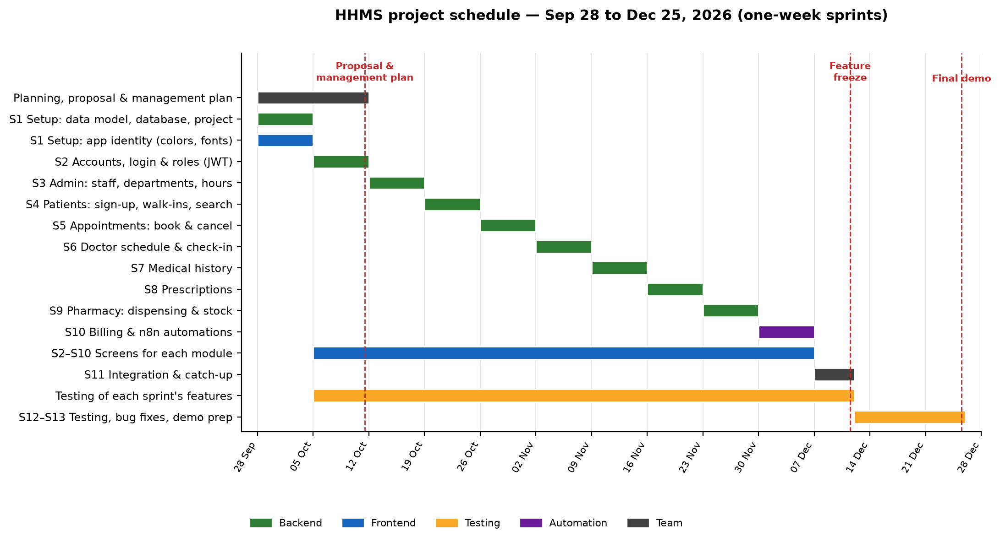 HHMS project schedule — Sep 28 to Dec 25, 2026 (one-week sprints)
Proposal &
management plan
Feature
freeze
Final demo
Planning, proposal & management plan
S1 Setup: data model, database, project
S1 Setup: app identity (colors, fonts)
S2 Accounts, login & roles (JWT)
S3 Admin: staff, departments, hours
S4 Patients: sign-up, walk-ins, search
S5 Appointments: book & cancel
S6 Doctor schedule & check-in
S7 Medical history
S8 Prescriptions
S9 Pharmacy: dispensing & stock
S10 Billing & n8n automations
S2–S10 Screens for each module
S11 Integration & catch-up
Testing of each sprint's features
S12–S13 Testing, bug fixes, demo prep
28 Sep
05 Oct
12 Oct
19 Oct
26 Oct
02 Nov
09 Nov
16 Nov
23 Nov
30 Nov
07 Dec
14 Dec
21 Dec
28 Dec
Backend
Frontend
Testing
Automation
Team